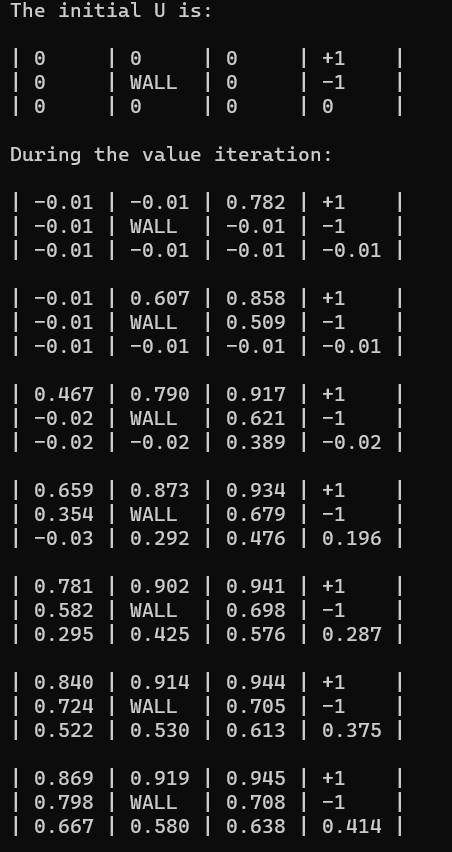 The initial U is:
| 0 | 0 | 0 | +1 |
| 0 | WALL | 0 | -1 |
| 0 | 0 | 0 | 0 |
During the value iteration:
| -0.01 | -0.01 | 0.782 | +1 |
| -0.01 | WALL | -0.01 | -1 |
| -0.01 | -0.01 | -0.01 | -0.01 |
| -0.01 | 0.607 | 0.858 | +1 |
| -0.01 | WALL | 0.509 | -1 |
| -0.01 | -0.01 | -0.01 | -0.01 |
| 0.467 | 0.790 | 0.917 | +1 |
| -0.02 | WALL | 0.621 | -1 |
| -0.02 | -0.02 | 0.389 | -0.02 |
| 0.659 | 0.873 | 0.934 | +1 |
| 0.354 | WALL | 0.679 | -1 |
| -0.03 | 0.292 | 0.476 | 0.196 |
| 0.781 | 0.902 | 0.941 | +1 |
| 0.582 | WALL | 0.698 | -1 |
| 0.295 | 0.425 | 0.576 | 0.287 |
| 0.840 | 0.914 | 0.944 | +1 |
| 0.724 | WALL | 0.705 | -1 |
| 0.522 | 0.530 | 0.613 | 0.375 |
| 0.869 | 0.919 | 0.945 | +1 |
| 0.798 | WALL | 0.708 | -1 |
| 0.667 | 0.580 | 0.638 | 0.414 |